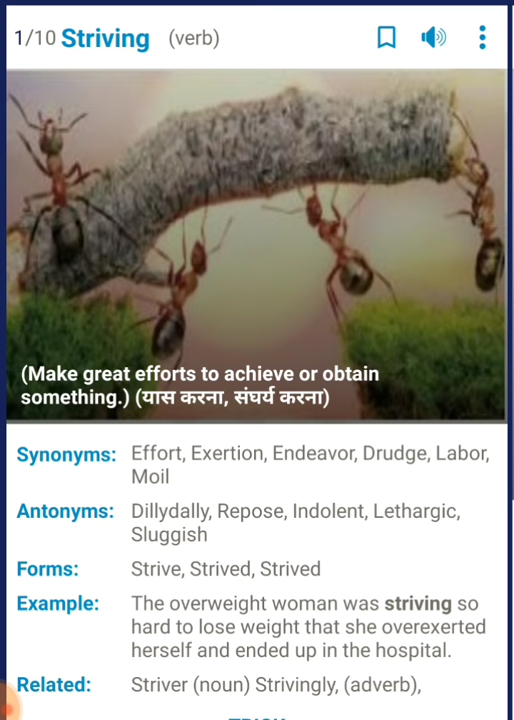 1/10 Striving (verb)
(Make great efforts to achieve or obtain
something.) (यास करना, संघर्य करना)
Synonyms: Effort, Exertion, Endeavor, Drudge, Labor,
Moil
Antonyms: Dillydally, Repose, Indolent, Lethargic,
Sluggish
Forms: Strive, Strived, Strived
Example: The overweight woman was striving so
hard to lose weight that she overexerted
herself and ended up in the hospital.
Related: Striver (noun) Strivingly, (adverb),